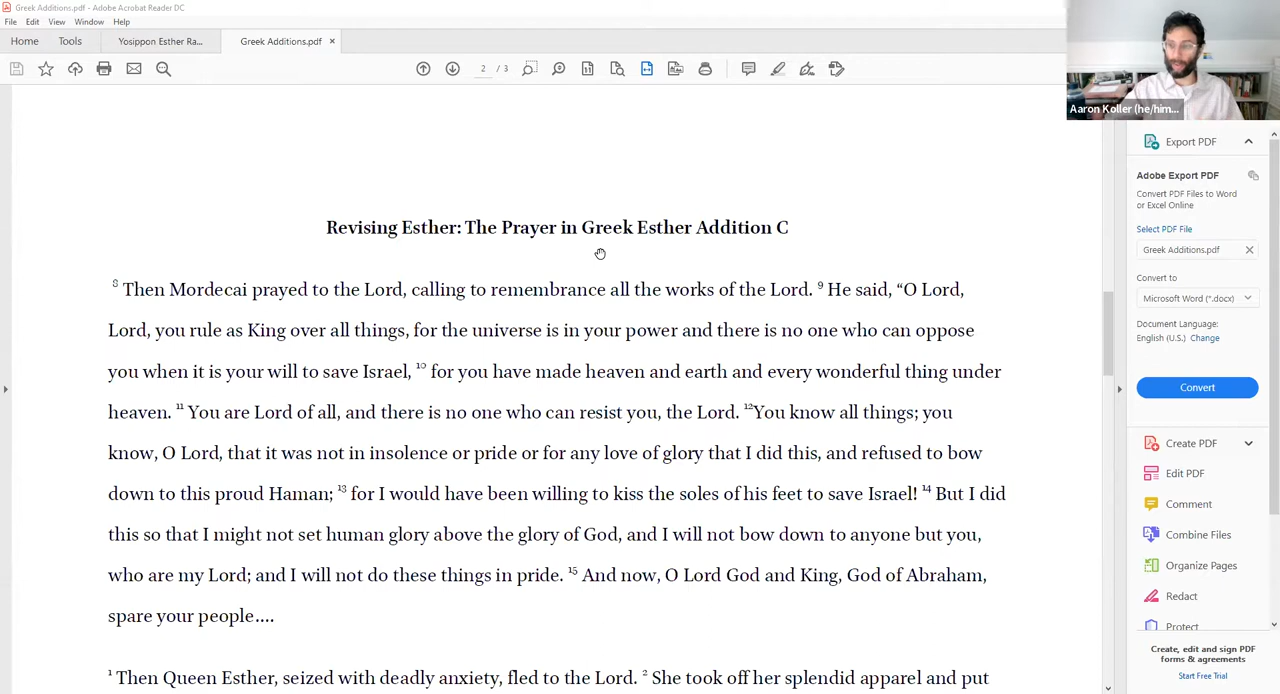 Greek Additions.pdf - Adobe Acrobat Reader DC
File Edit View Window Help
Home Tools Yosippon Esther Ra... Greek Additions.pdf ×
2 / 3
Aaron Koller (he/him...
Revising Esther: The Prayer in Greek Esther Addition C
8 Then Mordecai prayed to the Lord, calling to remembrance all the works of the Lord. 9 He said, “O Lord,
Lord, you rule as King over all things, for the universe is in your power and there is no one who can oppose
you when it is your will to save Israel, 10 for you have made heaven and earth and every wonderful thing under
heaven. 11 You are Lord of all, and there is no one who can resist you, the Lord. 12You know all things; you
know, O Lord, that it was not in insolence or pride or for any love of glory that I did this, and refused to bow
down to this proud Haman; 13 for I would have been willing to kiss the soles of his feet to save Israel! 14 But I did
this so that I might not set human glory above the glory of God, and I will not bow down to anyone but you,
who are my Lord; and I will not do these things in pride. 15 And now, O Lord God and King, God of Abraham,
spare your people….
1 Then Queen Esther, seized with deadly anxiety, fled to the Lord. 2 She took off her splendid apparel and put
Export PDF
Adobe Export PDF
Convert PDF Files to Word
or Excel Online
Select PDF File
Greek Additions.pdf
Convert to
Microsoft Word (*.docx)
Document Language:
English (U.S.) Change
Convert
Create PDF
Edit PDF
Comment
Combine Files
Organize Pages
Redact
Protect
Create, edit and sign PDF
forms & agreements
Start Free Trial